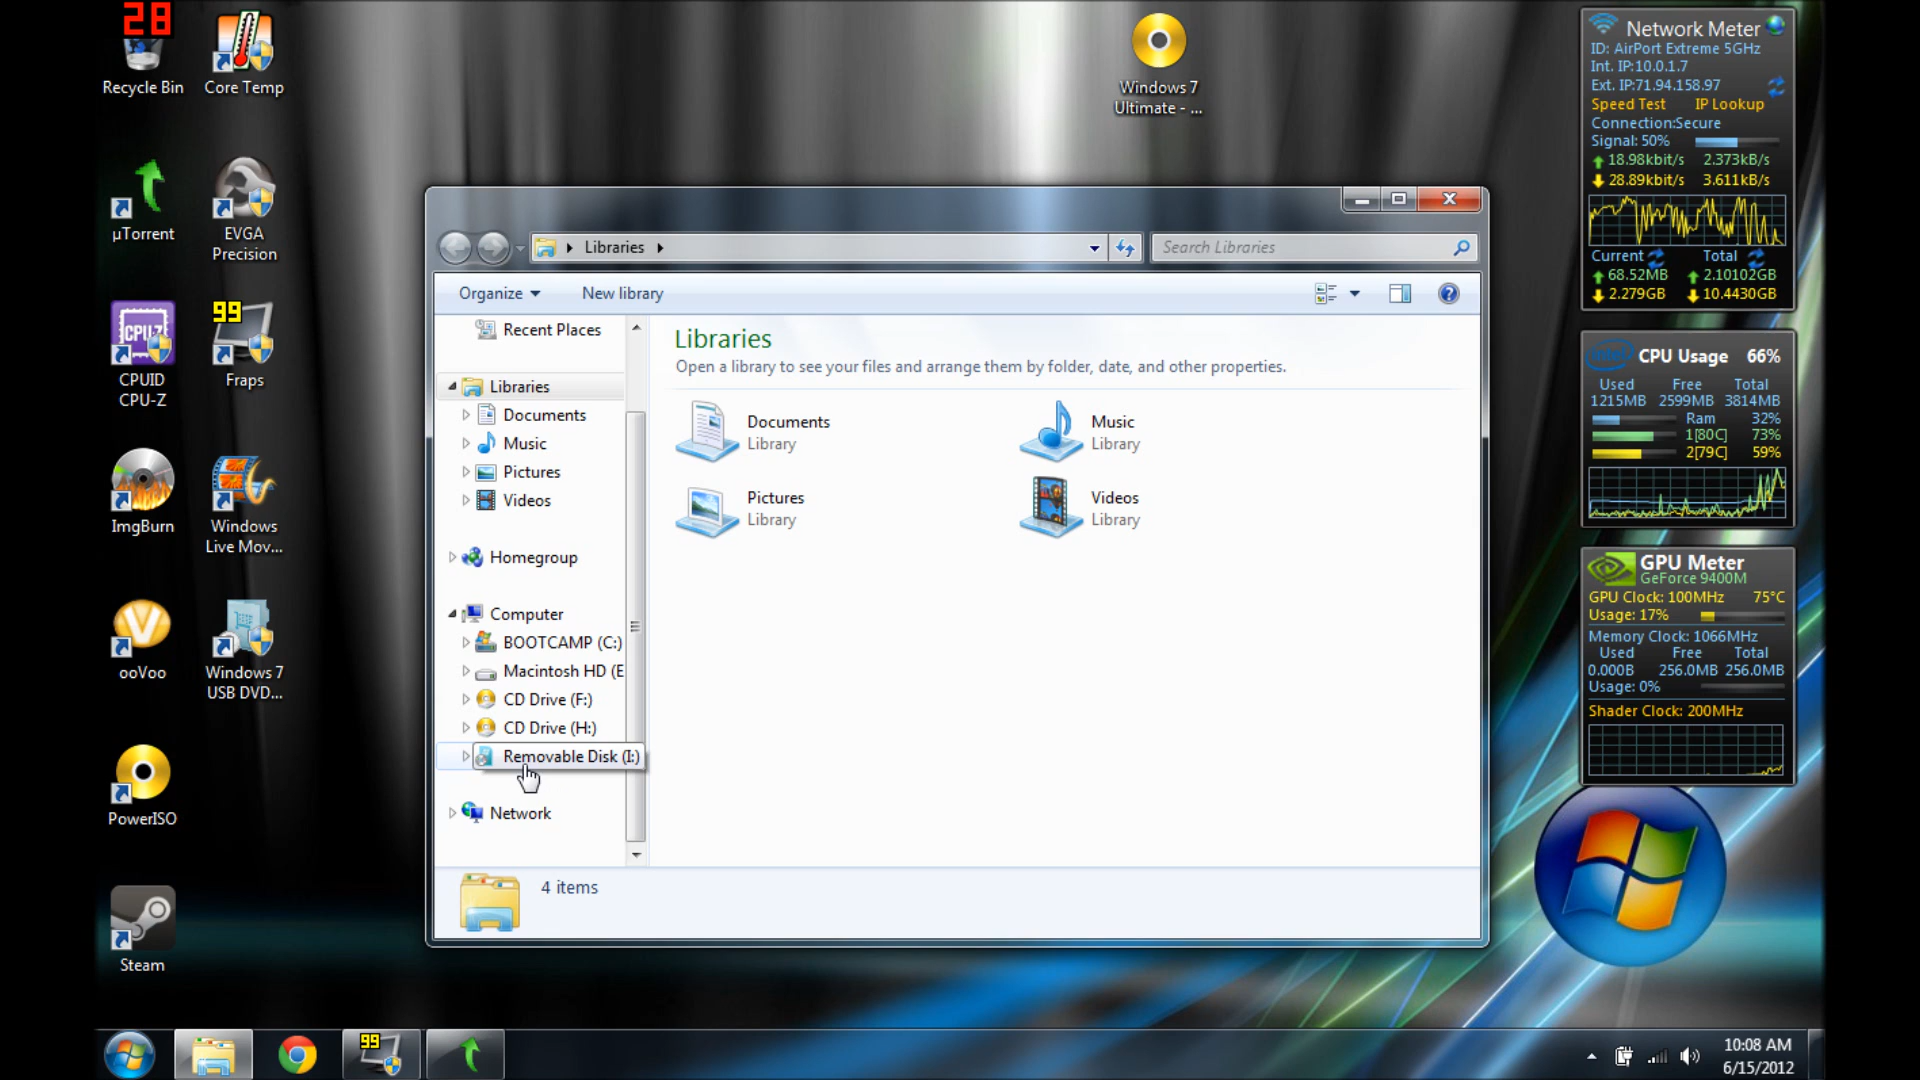 28
Recycle Bin
Core Temp
µTorrent
EVGA
Precision
CPU-Z
CPUID
CPU-Z
99
Fraps
ImgBurn
Windows
Live Mov...
ooVoo
Windows 7
USB DVD...
PowerISO
Steam
Windows 7
Ultimate - ...
Libraries
Search Libraries
Organize
New library
Recent Places
Libraries
Documents
Music
Pictures
Videos
Homegroup
Computer
BOOTCAMP (C:)
Macintosh HD (E
CD Drive (F:)
CD Drive (H:)
Removable Disk (I:)
Network
Libraries
Open a library to see your files and arrange them by folder, date, and other properties.
Documents
Library
Music
Library
Pictures
Library
Videos
Library
4 items
Network Meter
ID: AirPort Extreme 5GHz
Int. IP:10.0.1.7
Ext. IP:71.94.158.97
Speed Test IP Lookup
Connection:Secure
Signal: 50%
18.98kbit/s 2.373kB/s
28.89kbit/s 3.611kB/s
Current Total
68.52MB 2.10102GB
2.279GB 10.4430GB
intel CPU Usage 66%
Used Free Total
1215MB 2599MB 3814MB
Ram 32%
1[80C] 73%
2[79C] 59%
GPU Meter
GeForce 9400M
GPU Clock: 100MHz 75°C
Usage: 17%
Memory Clock: 1066MHz
Used Free Total
0.000B 256.0MB 256.0MB
Usage: 0%
Shader Clock: 200MHz
99
10:08 AM
6/15/2012